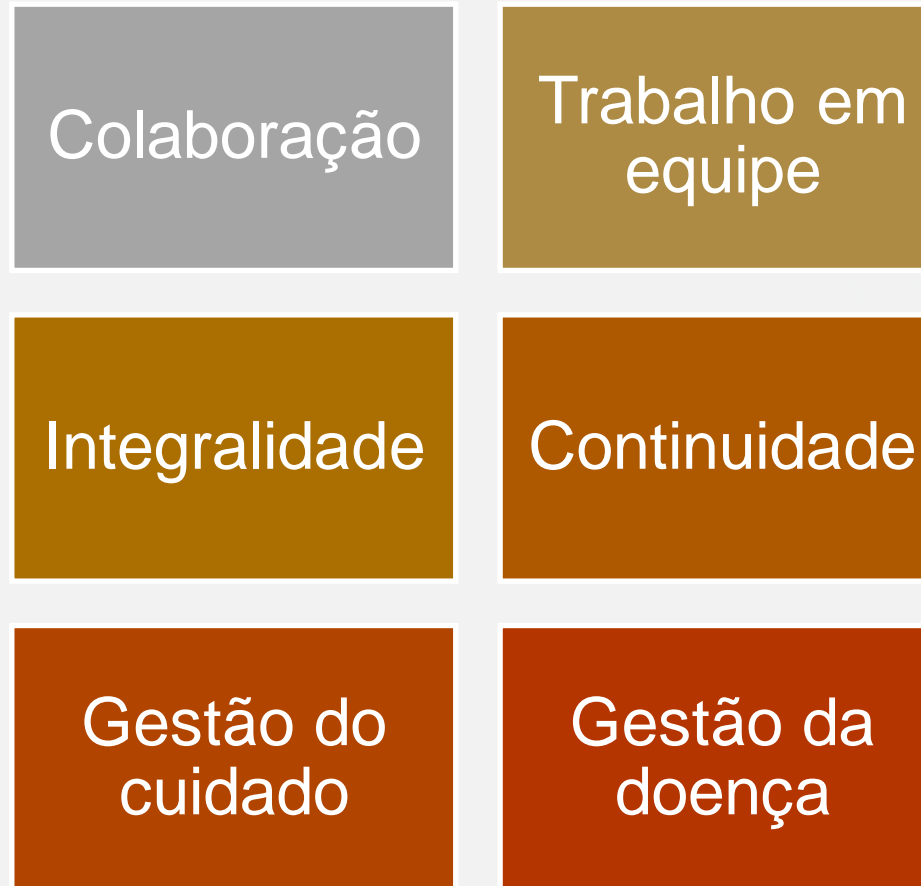 Colaboração
Trabalho em
equipe
Integralidade
Continuidade
Gestão do
cuidado
Gestão da
doença